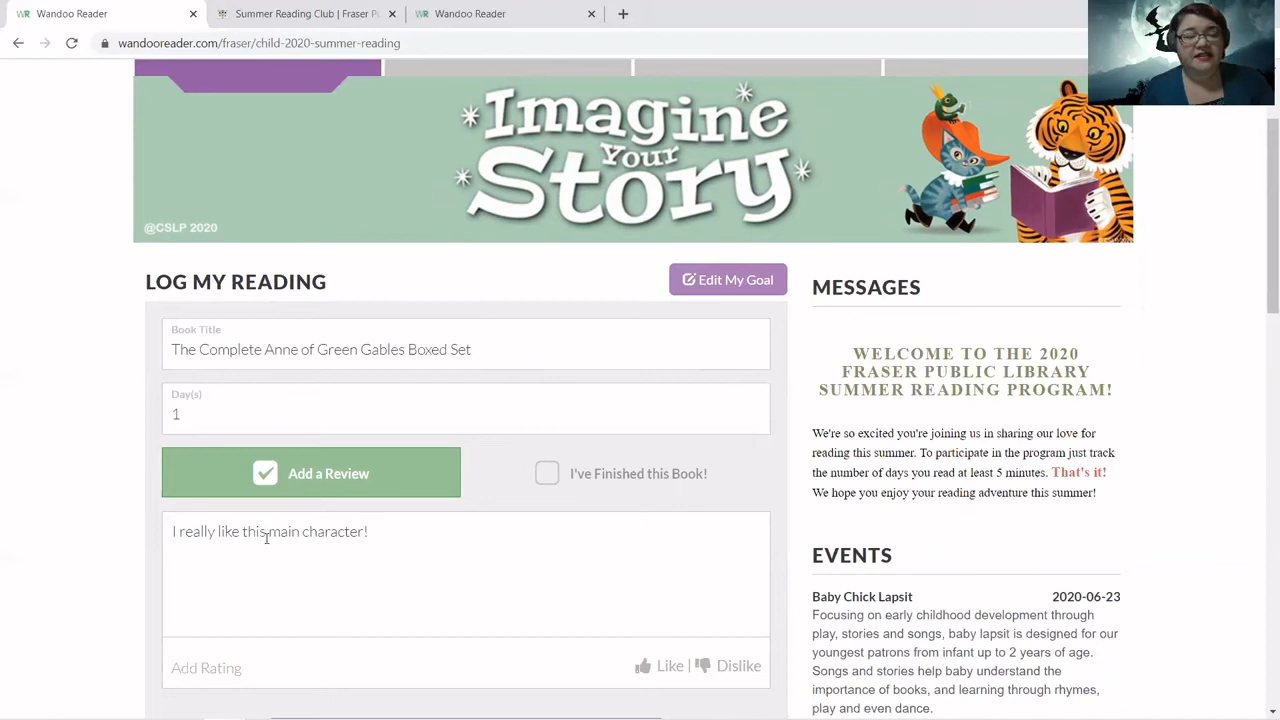 Wandoo Reader
Summer Reading Club | Fraser Pu
Wandoo Reader
wandooreader.com/fraser/child-2020-summer-reading
Imagine
Your
Story
@CSLP 2020
LOG MY READING
Edit My Goal
Book Title
The Complete Anne of Green Gables Boxed Set
Day(s)
1
Add a Review
I've Finished this Book!
I really like this main character!
Add Rating
Like | Dislike
MESSAGES
WELCOME TO THE 2020
FRASER PUBLIC LIBRARY
SUMMER READING PROGRAM!
We're so excited you're joining us in sharing our love for
reading this summer. To participate in the program just track
the number of days you read at least 5 minutes. That's it!
We hope you enjoy your reading adventure this summer!
EVENTS
Baby Chick Lapsit 2020-06-23
Focusing on early childhood development through
play, stories and songs, baby lapsit is designed for our
youngest patrons from infant up to 2 years of age.
Songs and stories help baby understand the
importance of books, and learning through rhymes,
play and even dance.